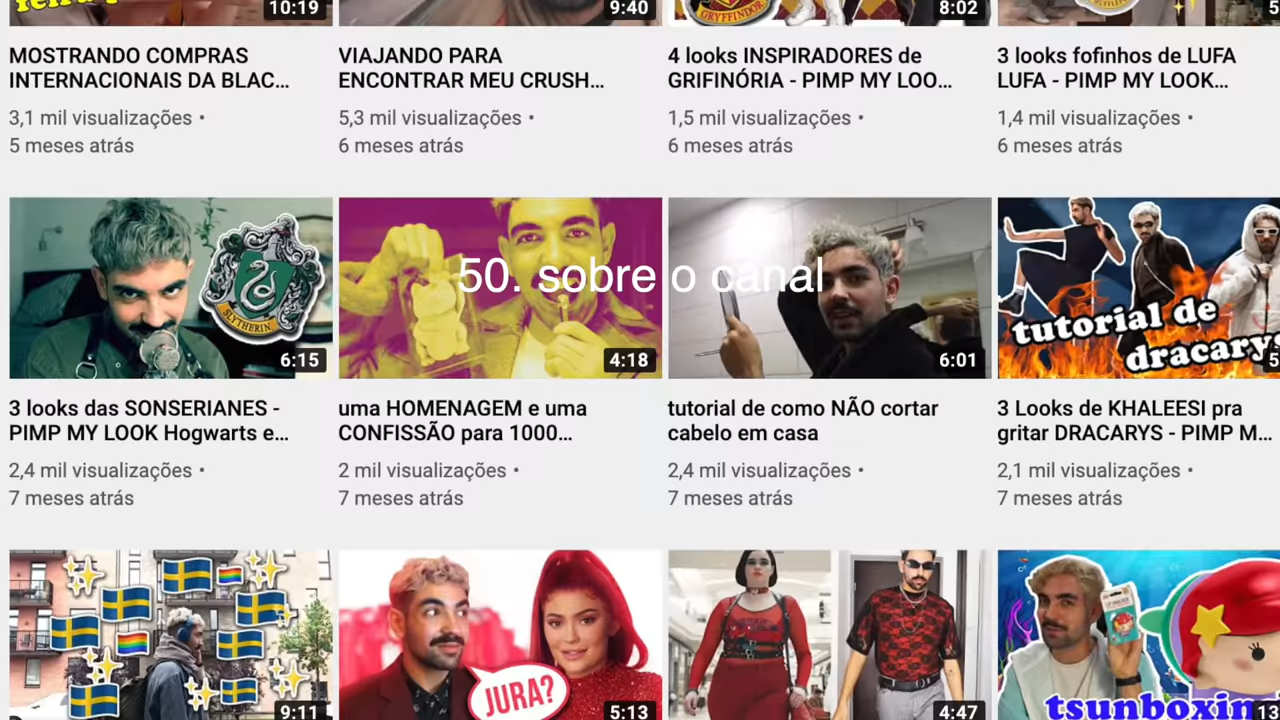 10:19
9:40
GRYFFINDOR
8:02
MOSTRANDO COMPRAS
INTERNACIONAIS DA BLAC...
3,1 mil visualizações •
5 meses atrás
VIAJANDO PARA
ENCONTRAR MEU CRUSH...
5,3 mil visualizações •
6 meses atrás
4 looks INSPIRADORES de
GRIFINÓRIA - PIMP MY LOO...
1,5 mil visualizações •
6 meses atrás
3 looks fofinhos de LUFA
LUFA - PIMP MY LOOK...
1,4 mil visualizações •
6 meses atrás
SLYTHERIN
6:15
50. sobre o canal
4:18
6:01
tutorial de
dracarys
3 looks das SONSERIANES -
PIMP MY LOOK Hogwarts e...
2,4 mil visualizações •
7 meses atrás
uma HOMENAGEM e uma
CONFISSÃO para 1000...
2 mil visualizações •
7 meses atrás
tutorial de como NÃO cortar
cabelo em casa
2,4 mil visualizações •
7 meses atrás
3 Looks de KHALEESI pra
gritar DRACARYS - PIMP M...
2,1 mil visualizações •
7 meses atrás
9:11
JURA?
5:13
4:47
tsunboxin
13